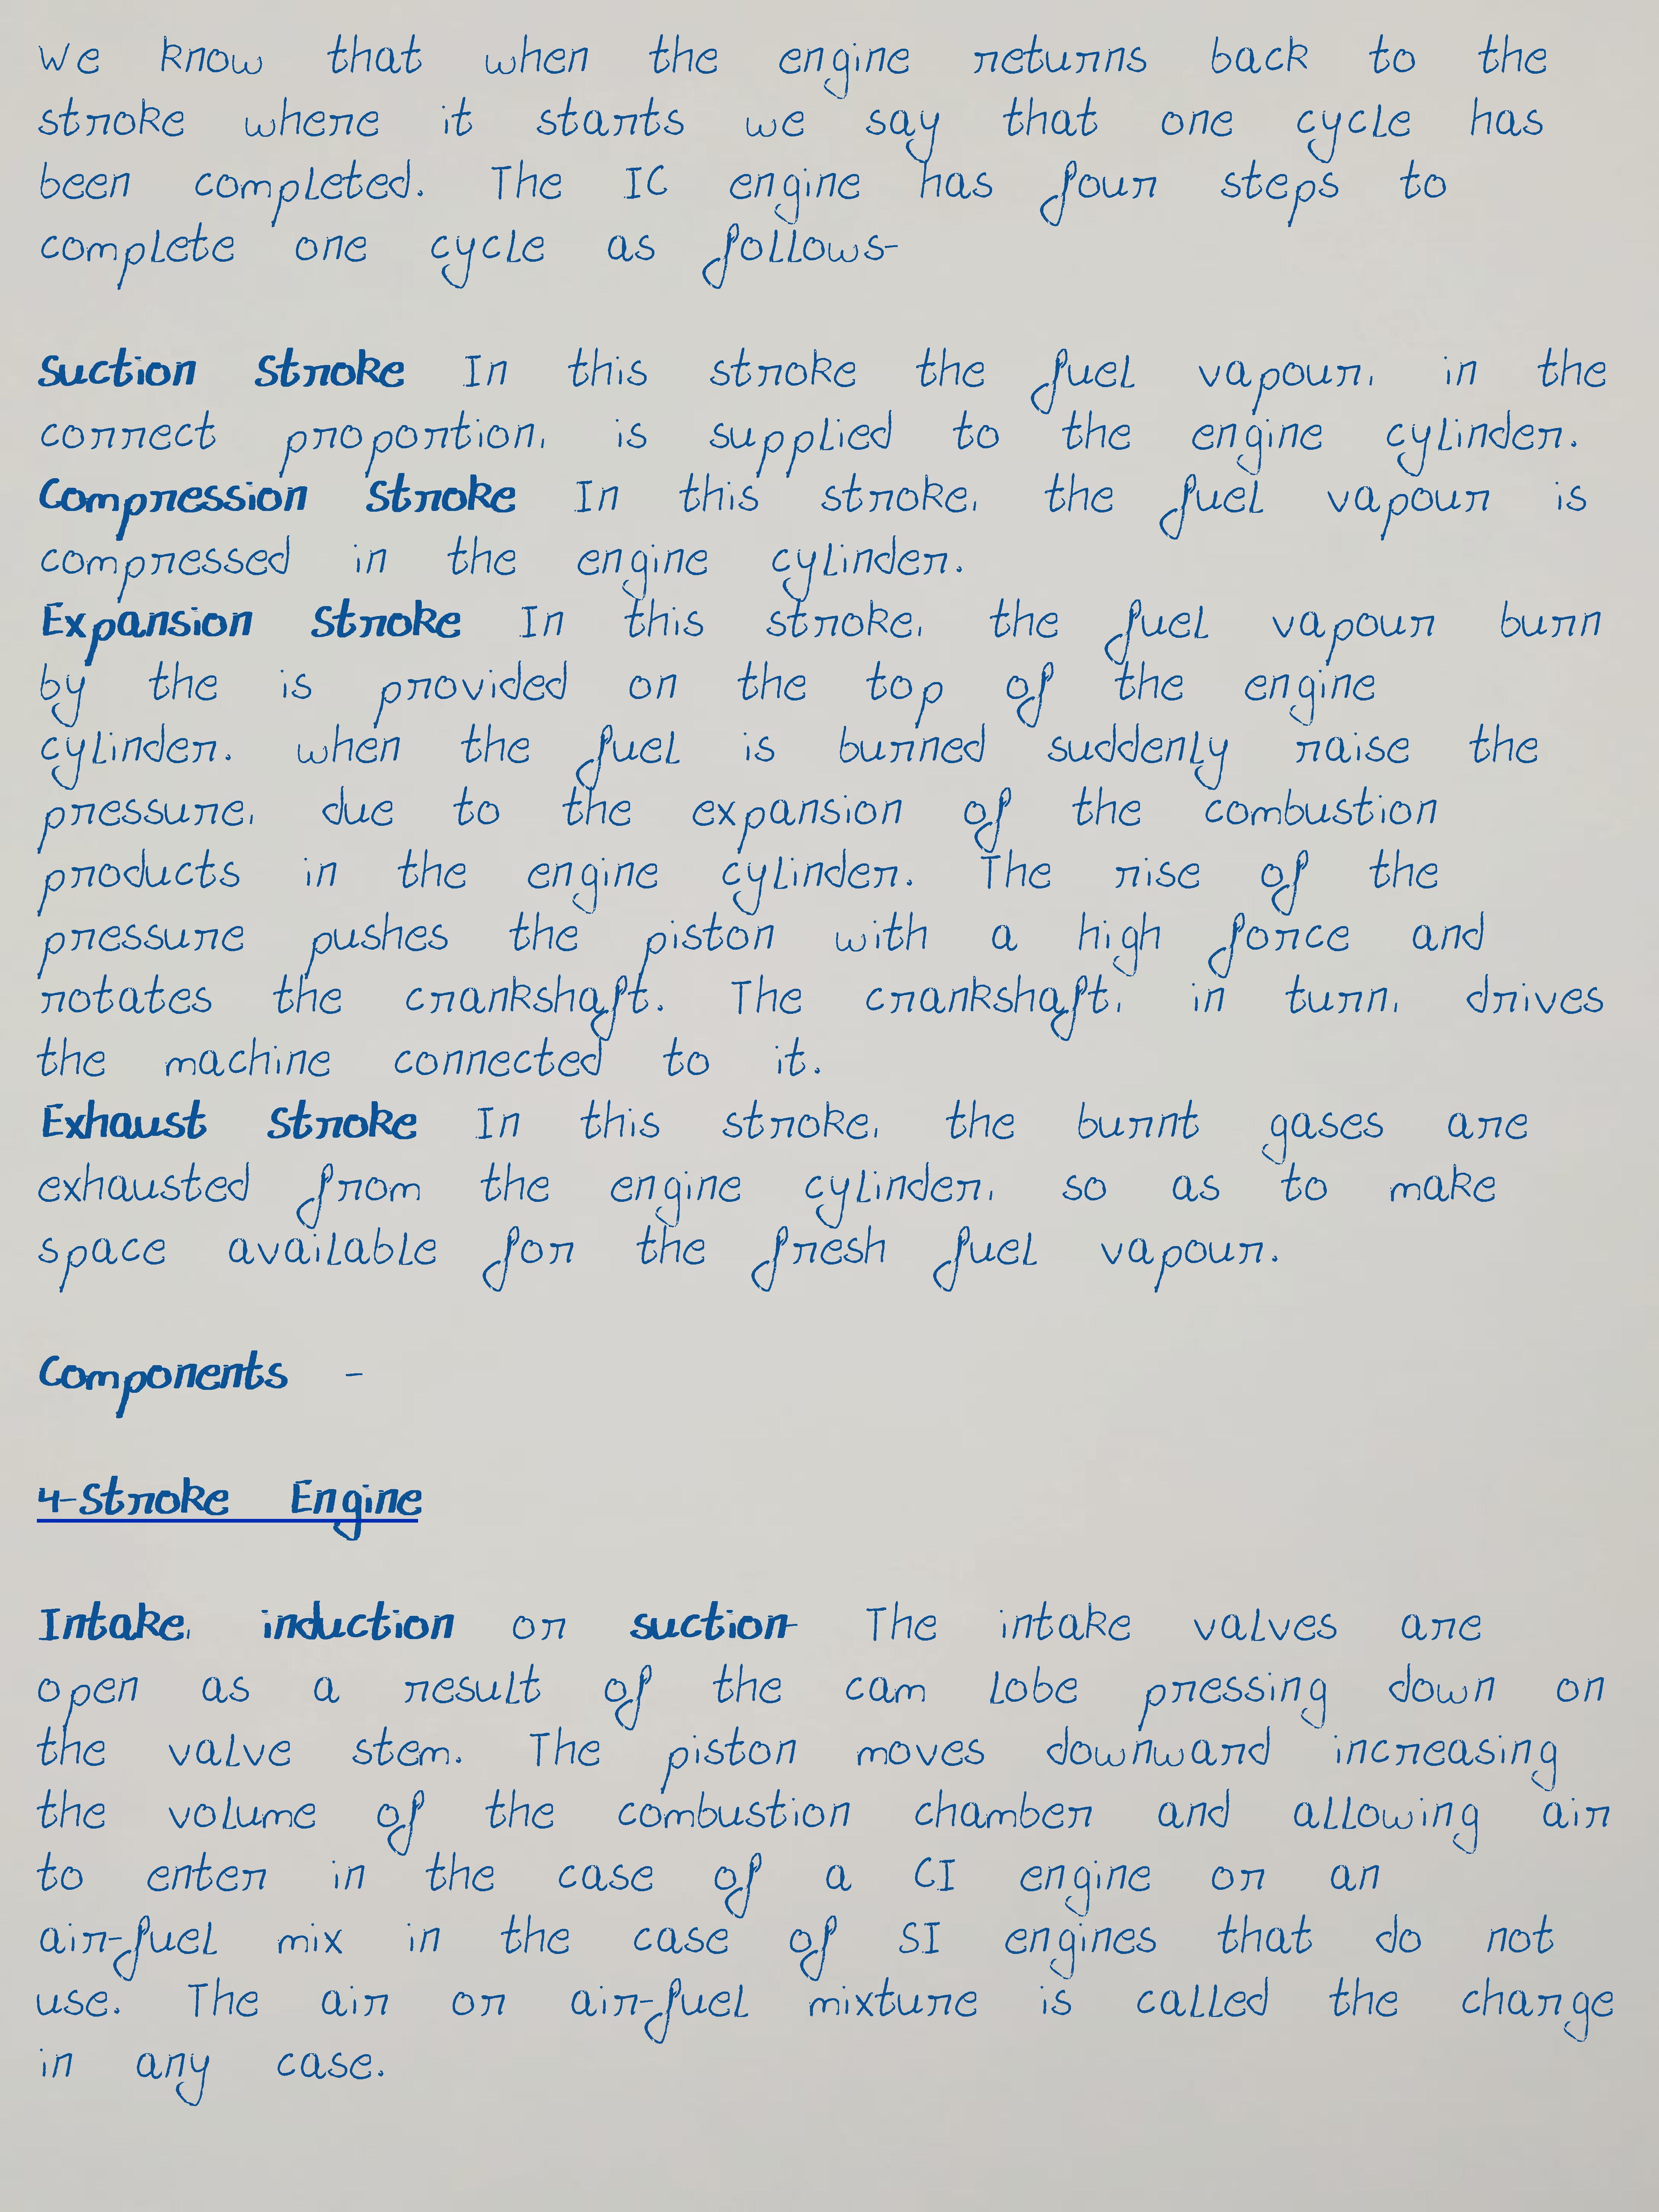 We know that when the engine returns back to the
stroke where it starts we say that one cycle has
been completed. The IC engine has four steps to
complete one cycle as follows-
Suction Stroke In this stroke the fuel vapour, in the
correct proportion, is supplied to the engine cylinder.
Compression Stroke In this stroke, the fuel vapour is
compressed in the engine cylinder.
Expansion Stroke In this stroke, the fuel vapour burn
by the is provided on the top of the engine
cylinder. when the fuel is burned suddenly raise the
pressure, due to the expansion of the combustion
products in the engine cylinder. The rise of the
pressure pushes the piston with a high force and
rotates the crankshaft. The crankshaft, in turn, drives
the machine connected to it.
Exhaust Stroke In this stroke, the burnt gases are
exhausted from the engine cylinder, so as to make
space available for the fresh fuel vapour.
Components -
4-Stroke Engine
Intake, induction or suction- The intake valves are
open as a result of the cam lobe pressing down on
the valve stem. The piston moves downward increasing
the volume of the combustion chamber and allowing air
to enter in the case of a CI engine or an
air-fuel mix in the case of SI engines that do not
use. The air or air-fuel mixture is called the charge
in any case.